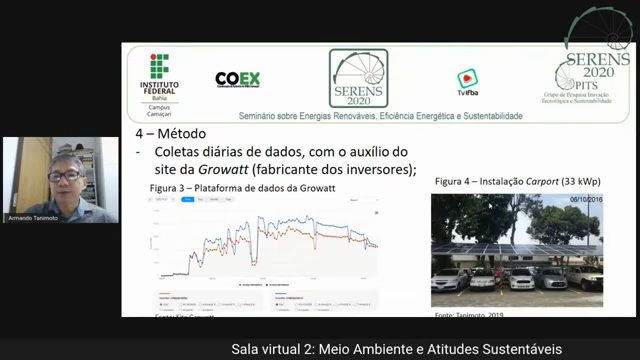 SERENS
2020
PITS
Grupo de Pesquisa Inovação
Tecnológica e Sustentabilidade
INSTITUTO
FEDERAL
Bahia
Campus
Camaçari
COEX
SERENS
2020
Tv ifba
SERENS
2020
Seminário sobre Energias Renováveis, Eficiência Energética e Sustentabilidade
4 – Método
- Coletas diárias de dados, com o auxílio do
site da Growatt (fabricante dos inversores);
Figura 3 – Plataforma de dados da Growatt
Figura 4 – Instalação Carport (33 kWp)
06/10/2016
Fonte: Tanimoto, 2019
Armando Tanimoto
Sala virtual 2: Meio Ambiente e Atitudes Sustentáveis